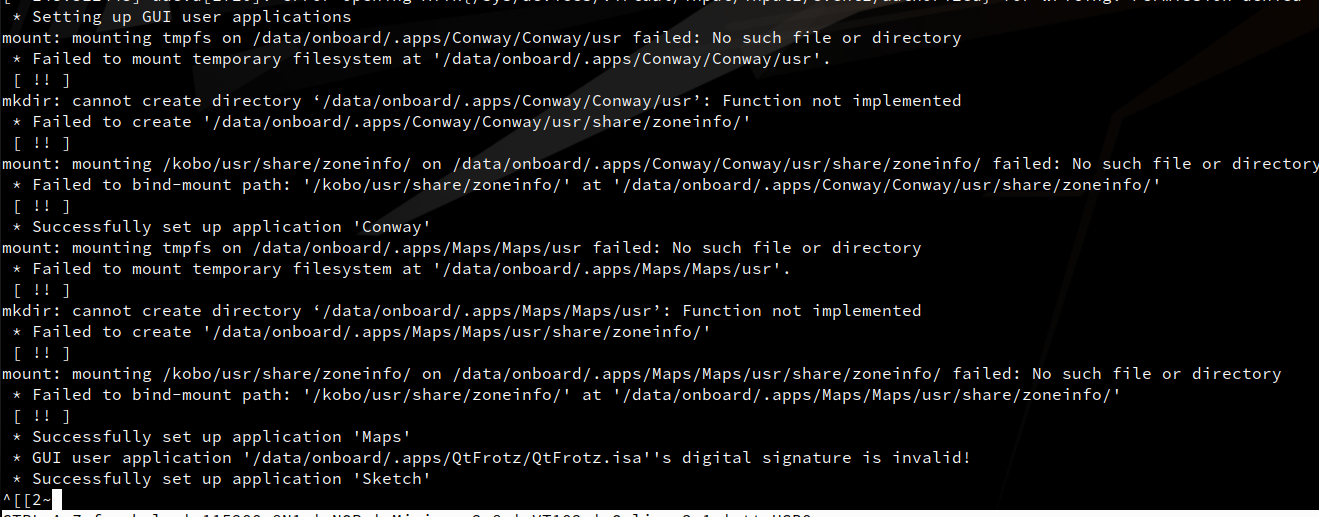 * Setting up GUI user applications
mount: mounting tmpfs on /data/onboard/.apps/Conway/Conway/usr failed: No such file or directory
 * Failed to mount temporary filesystem at '/data/onboard/.apps/Conway/Conway/usr'.
 [ !! ]
mkdir: cannot create directory ‘/data/onboard/.apps/Conway/Conway/usr’: Function not implemented
 * Failed to create '/data/onboard/.apps/Conway/Conway/usr/share/zoneinfo/'
 [ !! ]
mount: mounting /kobo/usr/share/zoneinfo/ on /data/onboard/.apps/Conway/Conway/usr/share/zoneinfo/ failed: No such file or directory
 * Failed to bind-mount path: '/kobo/usr/share/zoneinfo/' at '/data/onboard/.apps/Conway/Conway/usr/share/zoneinfo/'
 [ !! ]
 * Successfully set up application 'Conway'
mount: mounting tmpfs on /data/onboard/.apps/Maps/Maps/usr failed: No such file or directory
 * Failed to mount temporary filesystem at '/data/onboard/.apps/Maps/Maps/usr'.
 [ !! ]
mkdir: cannot create directory ‘/data/onboard/.apps/Maps/Maps/usr’: Function not implemented
 * Failed to create '/data/onboard/.apps/Maps/Maps/usr/share/zoneinfo/'
 [ !! ]
mount: mounting /kobo/usr/share/zoneinfo/ on /data/onboard/.apps/Maps/Maps/usr/share/zoneinfo/ failed: No such file or directory
 * Failed to bind-mount path: '/kobo/usr/share/zoneinfo/' at '/data/onboard/.apps/Maps/Maps/usr/share/zoneinfo/'
 [ !! ]
 * Successfully set up application 'Maps'
 * GUI user application '/data/onboard/.apps/QtFrotz/QtFrotz.isa''s digital signature is invalid!
 * Successfully set up application 'Sketch'
^[[2~